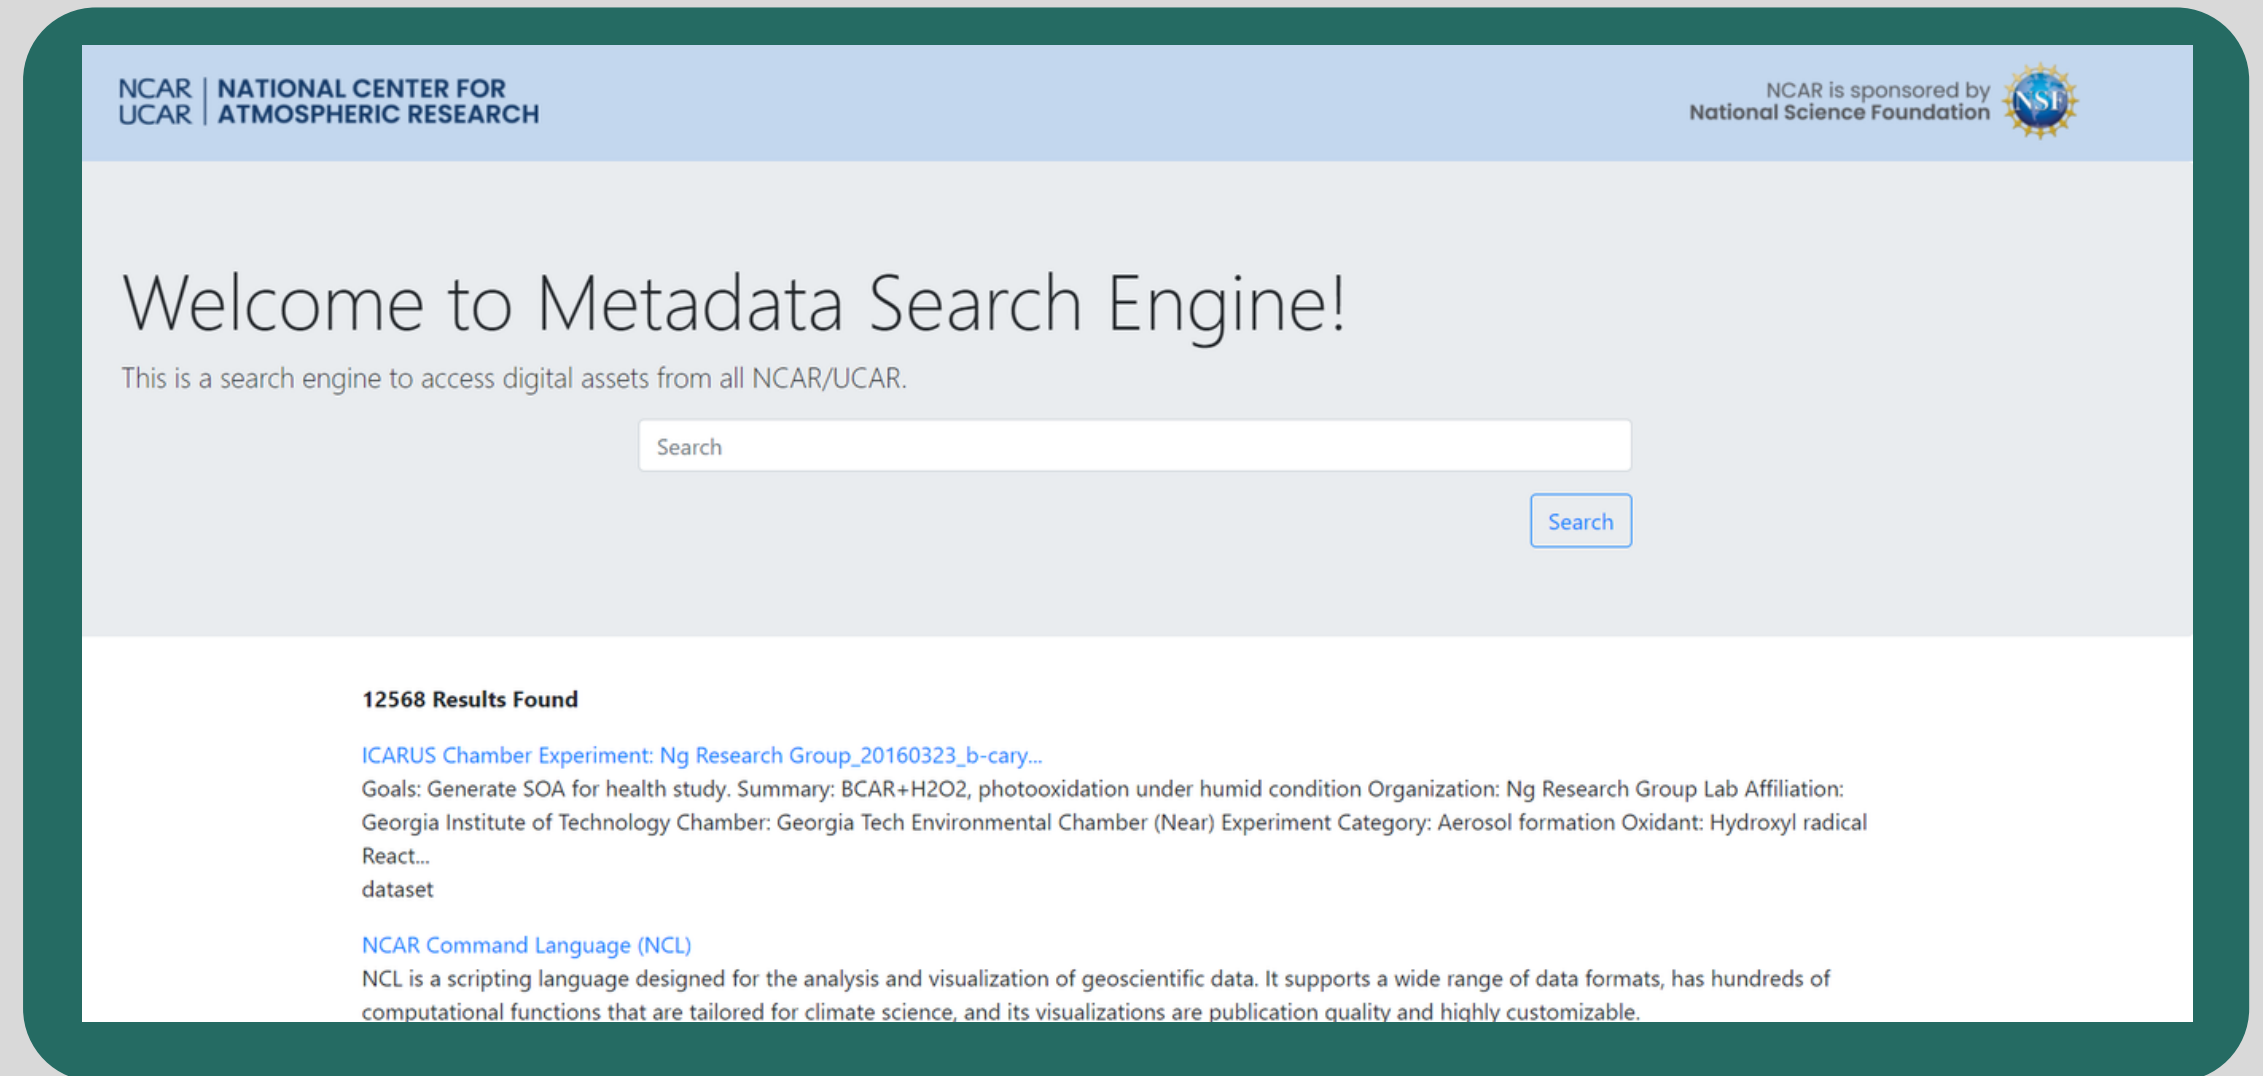 NCAR | NATIONAL CENTER FOR
UCAR | ATMOSPHERIC RESEARCH
NCAR is sponsored by
National Science Foundation
NSF
Welcome to Metadata Search Engine!
This is a search engine to access digital assets from all NCAR/UCAR.
Search
Search
12568 Results Found
ICARUS Chamber Experiment: Ng Research Group_20160323_b-cary...
Goals: Generate SOA for health study. Summary: BCAR+H2O2, photooxidation under humid condition Organization: Ng Research Group Lab Affiliation:
Georgia Institute of Technology Chamber: Georgia Tech Environmental Chamber (Near) Experiment Category: Aerosol formation Oxidant: Hydroxyl radical
React...
dataset
NCAR Command Language (NCL)
NCL is a scripting language designed for the analysis and visualization of geoscientific data. It supports a wide range of data formats, has hundreds of
computational functions that are tailored for climate science, and its visualizations are publication quality and highly customizable.